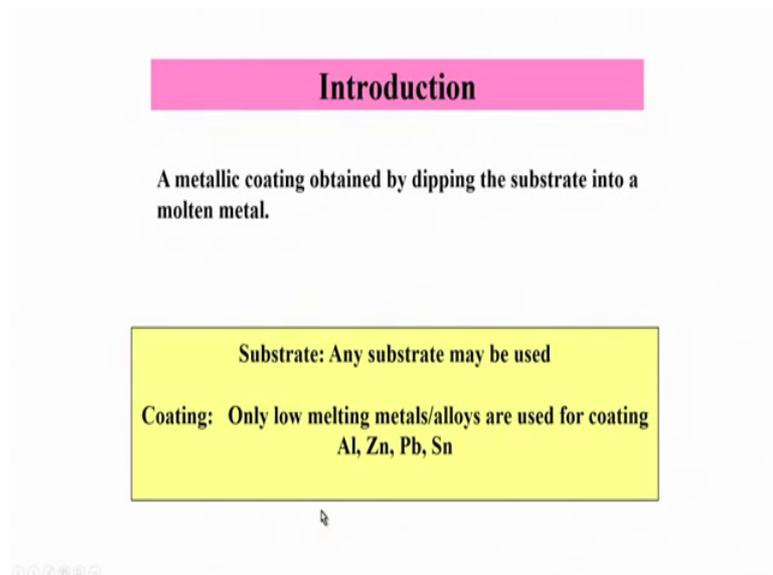 Introduction
A metallic coating obtained by dipping the substrate into a
molten metal.
Substrate: Any substrate may be used
Coating: Only low melting metals/alloys are used for coating
Al, Zn, Pb, Sn